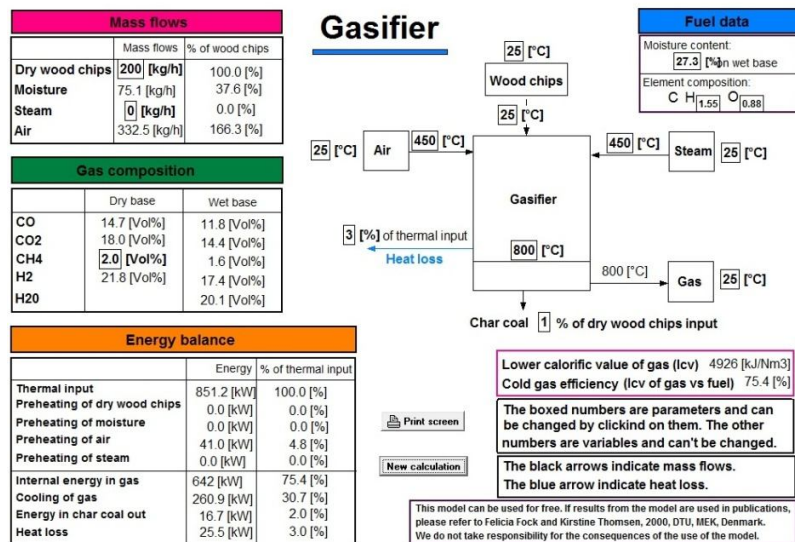 Mass flows
Mass flows % of wood chips
Dry wood chips 200 [kg/h] 100.0 [%]
Moisture 75.1 [kg/h] 37.6 [%]
Steam 0 [kg/h] 0.0 [%]
Air 332.5 [kg/h] 166.3 [%]
Gas composition
Dry base Wet base
CO 14.7 [Vol%] 11.8 [Vol%]
CO2 18.0 [Vol%] 14.4 [Vol%]
CH4 2.0 [Vol%] 1.6 [Vol%]
H2 21.8 [Vol%] 17.4 [Vol%]
H20 20.1 [Vol%]
Energy balance
Energy % of thermal input
Thermal input 851.2 [kW] 100.0 [%]
Preheating of dry wood chips 0.0 [kW] 0.0 [%]
Preheating of moisture 0.0 [kW] 0.0 [%]
Preheating of air 41.0 [kW] 4.8 [%]
Preheating of steam 0.0 [kW] 0.0 [%]
Internal energy in gas 642 [kW] 75.4 [%]
Cooling of gas 260.9 [kW] 30.7 [%]
Energy in char coal out 16.7 [kW] 2.0 [%]
Heat loss 25.5 [kW] 3.0 [%]
Gasifier
25 [°C]
Wood chips
25 [°C]
25 [°C] Air 450 [°C]
450 [°C] Steam 25 [°C]
Gasifier
3 [%] of thermal input
Heat loss
800 [°C]
800 [°C] Gas 25 [°C]
Char coal 1 % of dry wood chips input
Fuel data
Moisture content:
27.3 [%] on wet base
Element composition:
C H 1.55 O 0.88
Lower calorific value of gas (lcv) 4926 [kJ/Nm3]
Cold gas efficiency (lcv of gas vs fuel) 75.4 [%]
Print screen
New calculation
The boxed numbers are parameters and can
be changed by clickind on them. The other
numbers are variables and can't be changed.
The black arrows indicate mass flows.
The blue arrow indicate heat loss.
This model can be used for free. If results from the model are used in publications,
please refer to Felicia Fock and Kirstine Thomsen, 2000, DTU, MEK, Denmark.
We do not take responsibility for the consequences of the use of the model.